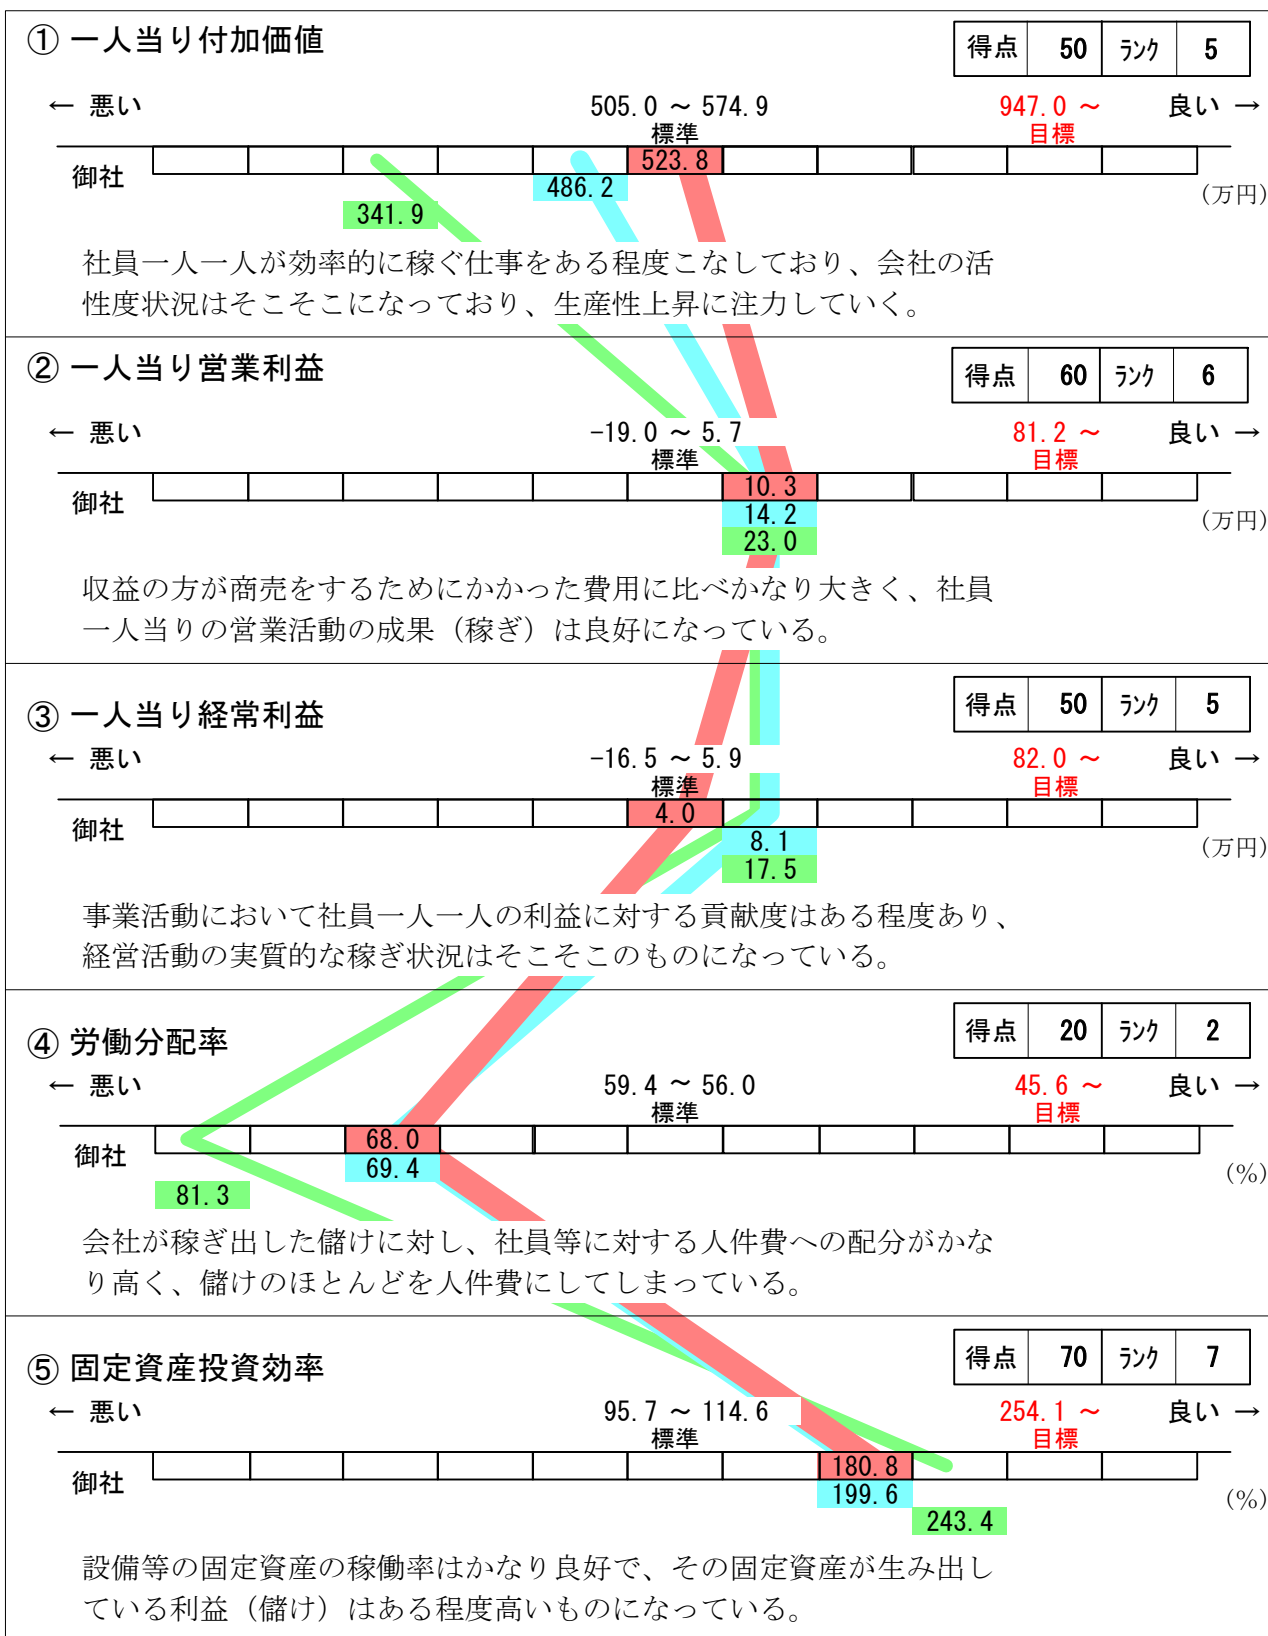 ① 一人当り付加価値
得点 50 ランク 5
← 悪い 505.0 ～ 574.9 947.0 ～ 良い →
標準 目標
御社 523.8
486.2 (万円)
341.9
社員一人一人が効率的に稼ぐ仕事をある程度こなしており、会社の活
性度状況はそこそこになっており、生産性上昇に注力していく。
② 一人当り営業利益
得点 60 ランク 6
← 悪い -19.0 ～ 5.7 81.2 ～ 良い →
標準 目標
御社 10.3
14.2 (万円)
23.0
収益の方が商売をするためにかかった費用に比べかなり大きく、社員
一人当りの営業活動の成果（稼ぎ）は良好になっている。
③ 一人当り経常利益
得点 50 ランク 5
← 悪い -16.5 ～ 5.9 82.0 ～ 良い →
標準 目標
御社 4.0
8.1 (万円)
17.5
事業活動において社員一人一人の利益に対する貢献度はある程度あり、
経営活動の実質的な稼ぎ状況はそこそこのものになっている。
④ 労働分配率
得点 20 ランク 2
← 悪い 59.4 ～ 56.0 45.6 ～ 良い →
標準 目標
御社 68.0
69.4 (%)
81.3
会社が稼ぎ出した儲けに対し、社員等に対する人件費への配分がかな
り高く、儲けのほとんどを人件費にしてしまっている。
⑤ 固定資産投資効率
得点 70 ランク 7
← 悪い 95.7 ～ 114.6 254.1 ～ 良い →
標準 目標
御社 180.8
199.6 (%)
243.4
設備等の固定資産の稼働率はかなり良好で、その固定資産が生み出し
ている利益（儲け）はある程度高いものになっている。